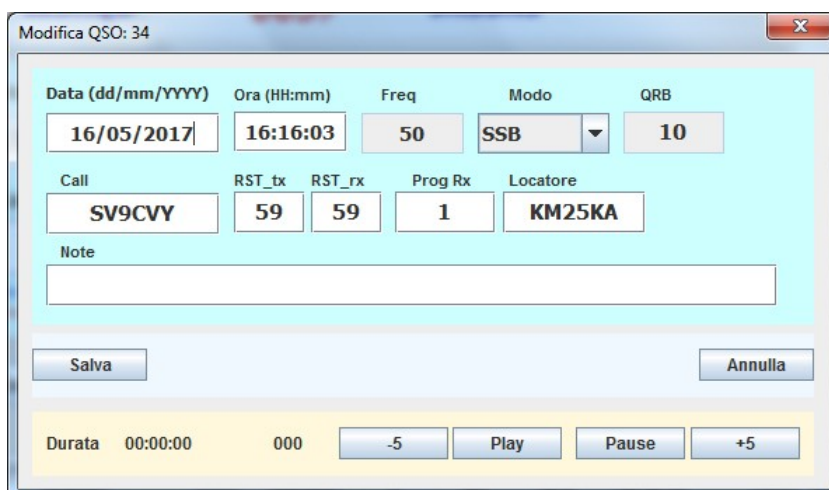 Modifica QSO: 34
Data (dd/mm/YYYY) Ora (HH:mm) Freq Modo QRB
16/05/2017 16:16:03 50 SSB 10
Call RST_tx RST_rx Prog Rx Locatore
SV9CVY 59 59 1 KM25KA
Note
Salva Annulla
Durata 00:00:00 000 -5 Play Pause +5